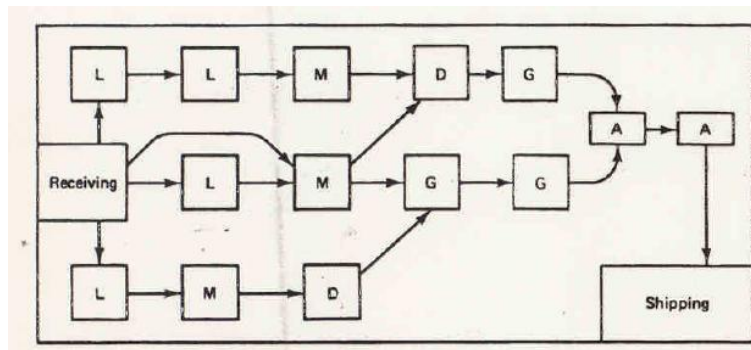 L L M D G
A A
Receiving L M G G
L M D
Shipping